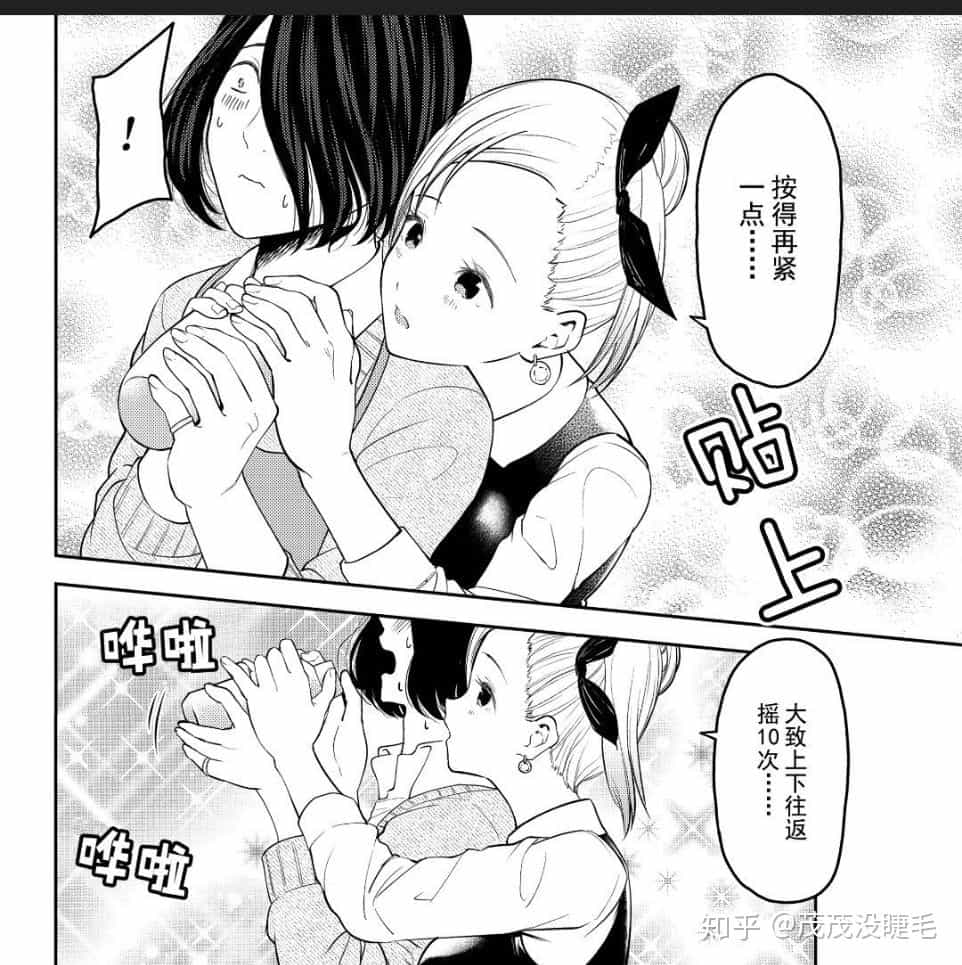 按得再紧
一点……
！
贴上
哗啦
大致上下往返
摇10次……
哗啦
知乎 @茂茂没睫毛